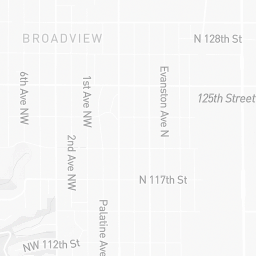 BROADVIEW
N 128th St
6th Ave NW
1st Ave NW
Evanston Ave N
125th Street
2nd Ave NW
N 117th St
Palatine Ave
NW 112th St